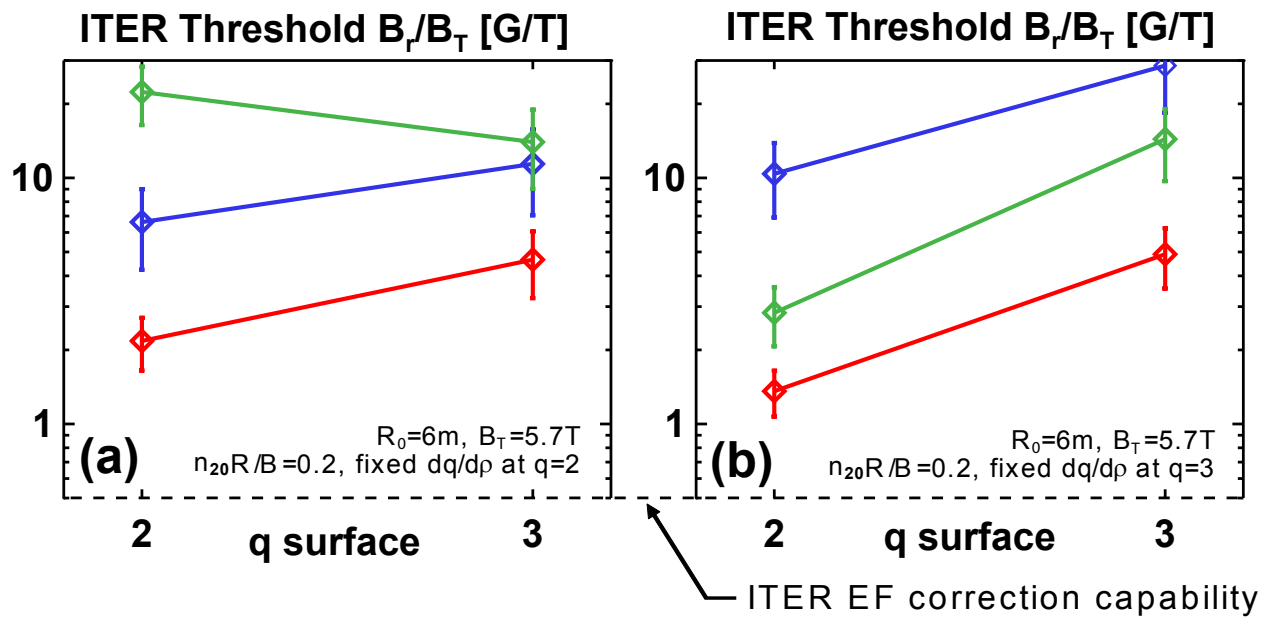 ITER Threshold Br/BT [G/T]
10
1
(a)
R0=6m, BT=5.7T
n20R/B=0.2, fixed dq/dρ at q=2
2
q surface
3
ITER Threshold Br/BT [G/T]
10
1
(b)
R0=6m, BT=5.7T
n20R/B=0.2, fixed dq/dρ at q=3
2
q surface
3
ITER EF correction capability